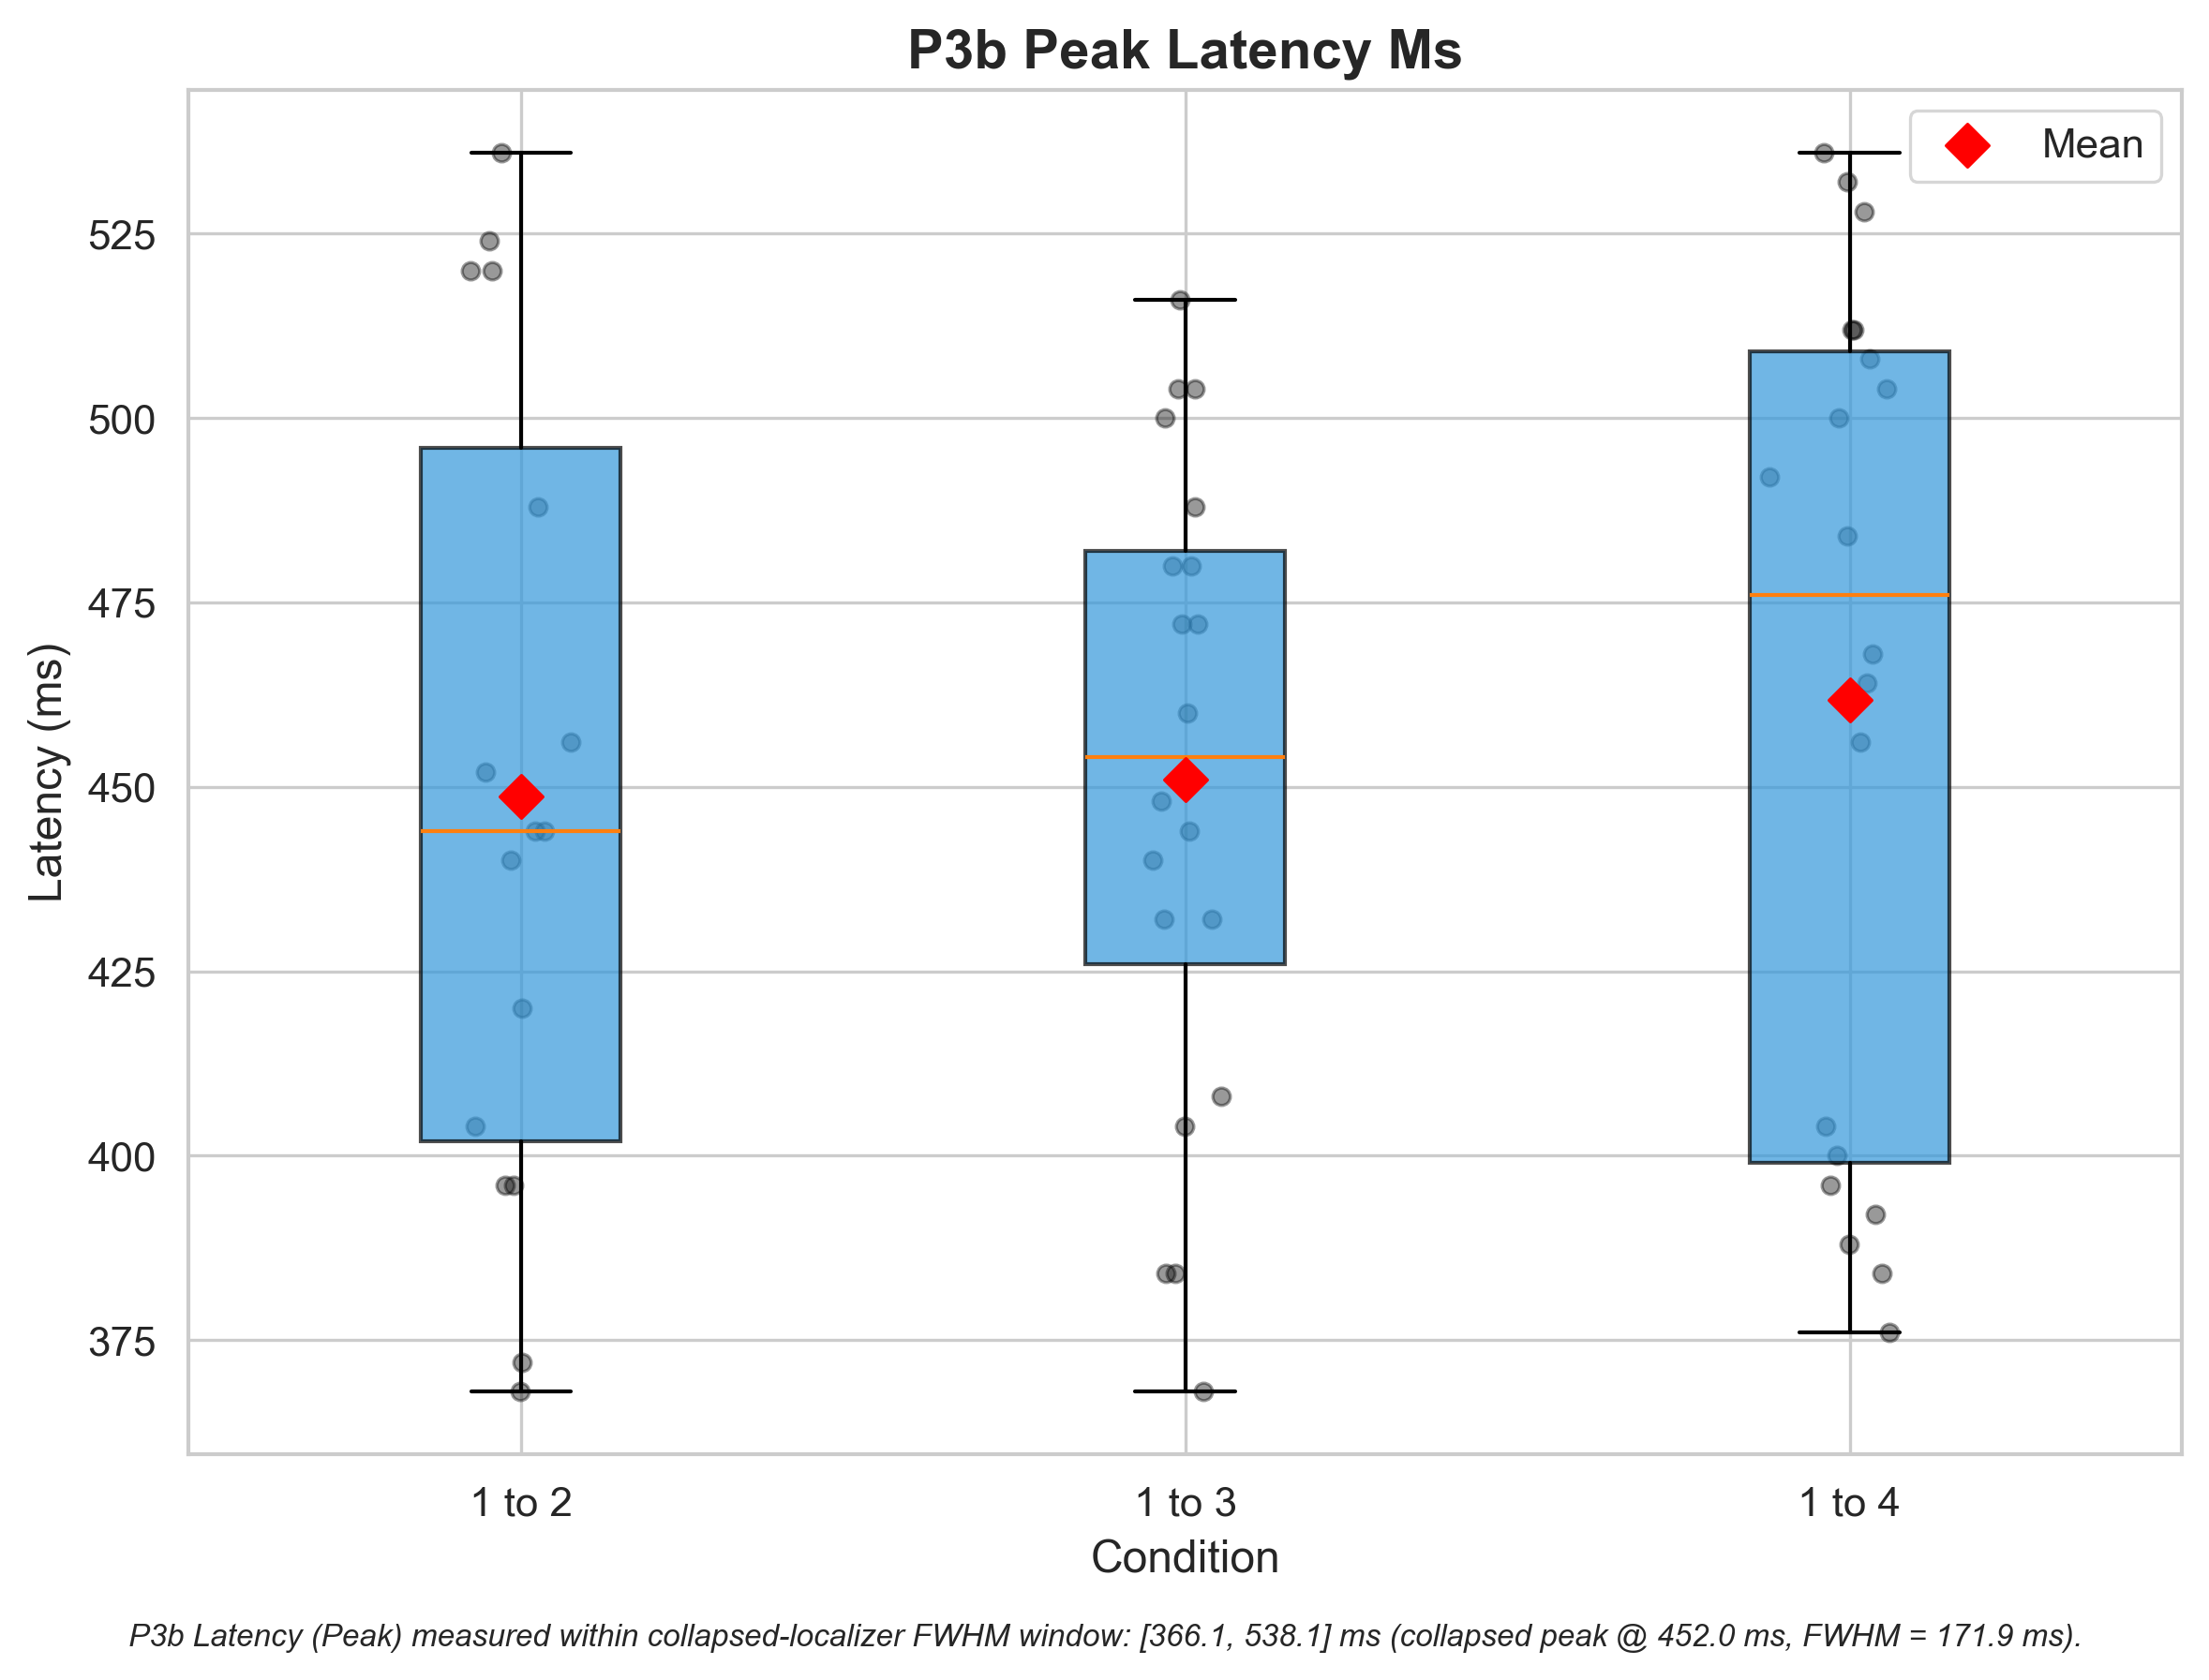 P3b Peak Latency Ms
Mean
525
500
475
450
425
400
375
Latency (ms)
1 to 2
1 to 3
1 to 4
Condition
P3b Latency (Peak) measured within collapsed-localizer FWHM window: [366.1, 538.1] ms (collapsed peak @ 452.0 ms, FWHM = 171.9 ms).